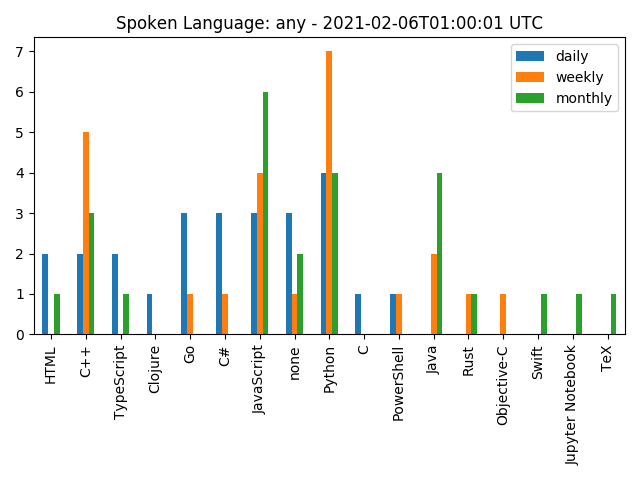 Spoken Language: any - 2021-02-06T01:00:01 UTC
daily
weekly
monthly
7
6
5
4
3
2
1
0
HTML
C++
TypeScript
Clojure
Go
C#
JavaScript
none
Python
C
PowerShell
Java
Rust
Objective-C
Swift
Jupyter Notebook
TeX